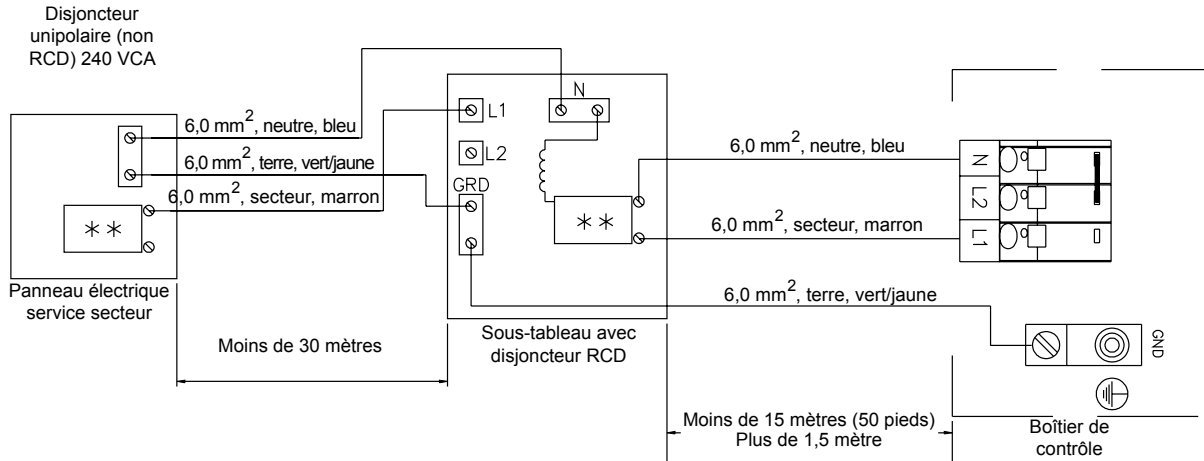 Disjoncteur
unipolaire (non
RCD) 240 VCA
6,0 mm², neutre, bleu
6,0 mm², terre, vert/jaune
6,0 mm², secteur, marron
**
Panneau électrique
service secteur
Moins de 30 mètres
L1
N
L2
GRD
**
Sous-tableau avec
disjoncteur RCD
6,0 mm², neutre, bleu
6,0 mm², secteur, marron
6,0 mm², terre, vert/jaune
Moins de 15 mètres (50 pieds)
Plus de 1,5 mètre
N
L2
L1
GND
Boîtier de
contrôle